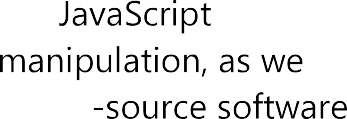 JavaScript
manipulation, as we
-source software